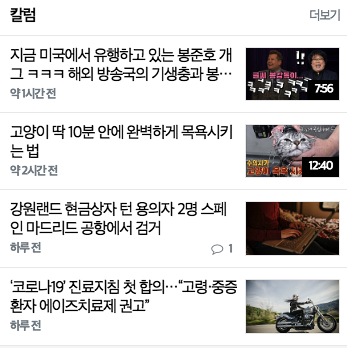 칼럼
더보기
지금 미국에서 유행하고 있는 봉준호 개
그 ㅋㅋㅋ 해외 방송국의 기생충과 봉…
약 1시간 전
7:56
고양이 딱 10분 안에 완벽하게 목욕시키
는 법
약 2시간 전
12:40
강원랜드 현금상자 턴 용의자 2명 스페
인 마드리드 공항에서 검거
하루 전
1
‘코로나19’ 진료지침 첫 합의…“고령·중증
환자 에이즈치료제 권고”
하루 전